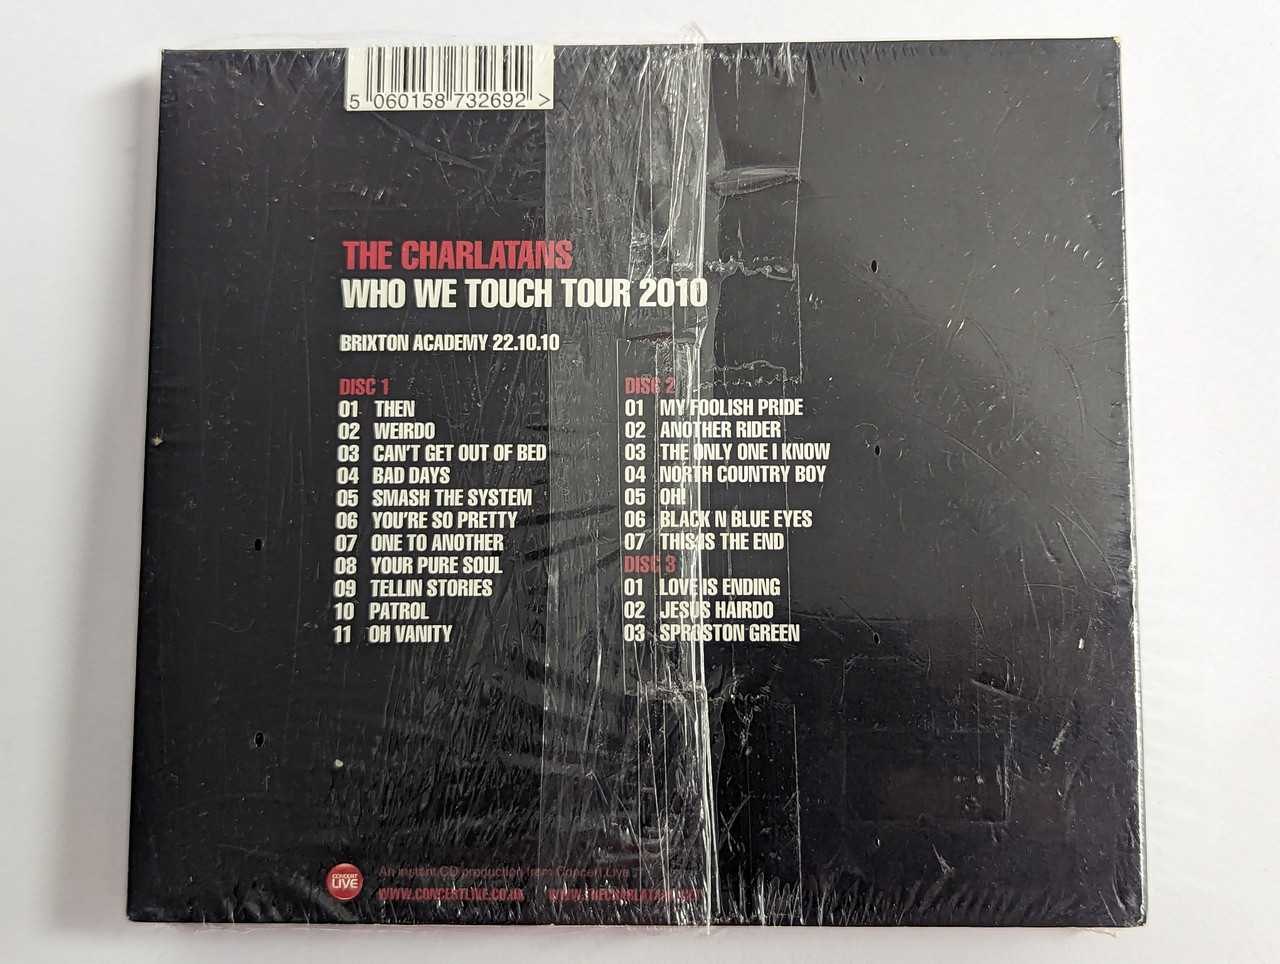 5 060158 732692 >
THE CHARLATANS
WHO WE TOUCH TOUR 2010
BRIXTON ACADEMY 22.10.10
DISC 1
01 THEN
02 WEIRDO
03 CAN'T GET OUT OF BED
04 BAD DAYS
05 SMASH THE SYSTEM
06 YOU'RE SO PRETTY
07 ONE TO ANOTHER
08 YOUR PURE SOUL
09 TELLIN STORIES
10 PATROL
11 OH VANITY
DISC 2
01 MY FOOLISH PRIDE
02 ANOTHER RIDER
03 THE ONLY ONE I KNOW
04 NORTH COUNTRY BOY
05 OH!
06 BLACK N BLUE EYES
07 THIS IS THE END
DISC 3
01 LOVE IS ENDING
02 JESUS HAIRDO
03 SPROSTON GREEN
CONCERT
LIVE
An instant CD production from Concert Live
WWW.CONCERTLIVE.CO.UK WWW.THECHARLATANS.NET